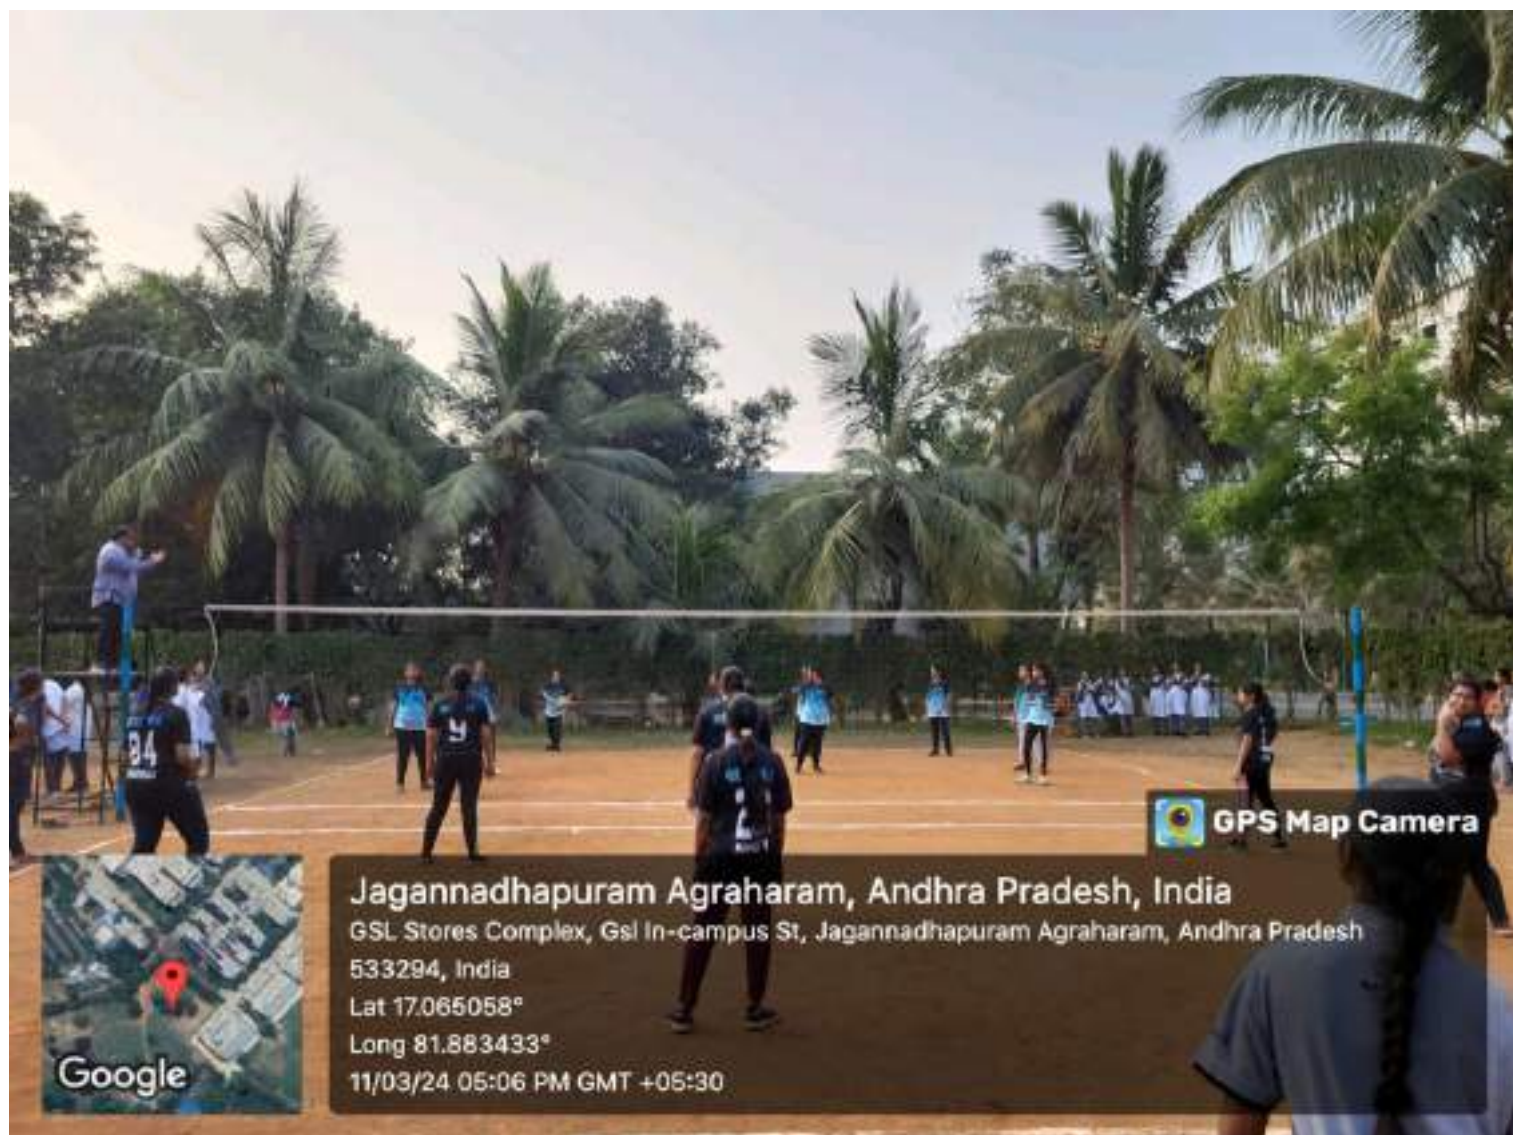 84
9
2
GPS Map Camera
Jagannadhapuram Agraharam, Andhra Pradesh, India
GSL Stores Complex, Gsl In-campus St, Jagannadhapuram Agraharam, Andhra Pradesh
533294, India
Lat 17.065058°
Long 81.883433°
11/03/24 05:06 PM GMT +05:30
Google